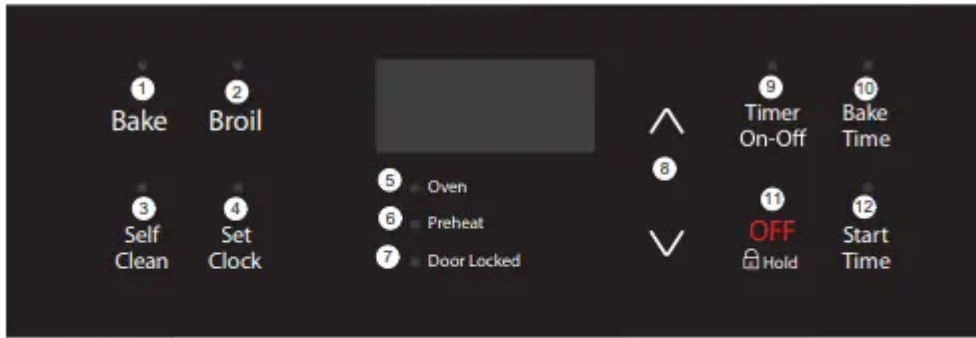 1
Bake
2
Broil
3
Self
Clean
4
Set
Clock
5 Oven
6 Preheat
7 Door Locked
8
9
Timer
On-Off
10
Bake
Time
11
OFF
Hold
12
Start
Time